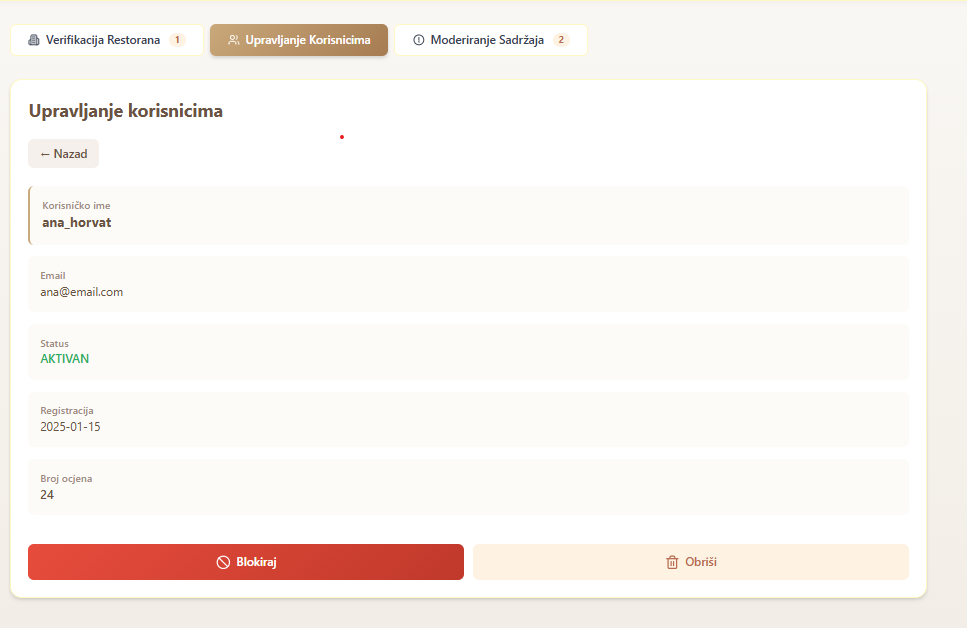 Verifikacija Restorana 1
Upravljanje Korisnicima
Moderiranje Sadržaja 2
Upravljanje korisnicima
← Nazad
Korisničko ime
ana_horvat
Email
ana@email.com
Status
AKTIVAN
Registracija
2025-01-15
Broj ocjena
24
Blokiraj
Obriši